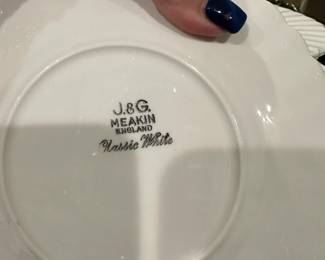 J.&G.
MEAKIN
ENGLAND
Classic White